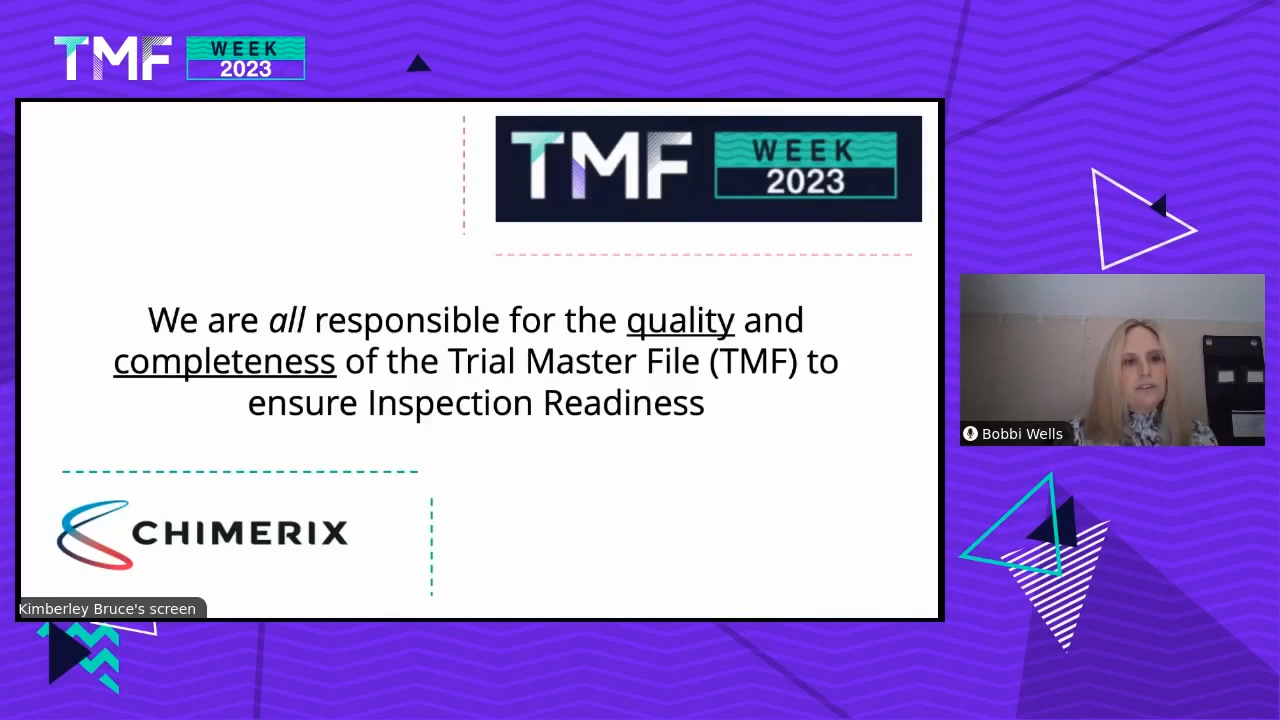 TMF
WEEK
2023
TMF
WEEK
2023
We are all responsible for the quality and
completeness of the Trial Master File (TMF) to
ensure Inspection Readiness
CHIMERIX
Bobbi Wells
Kimberley Bruce's screen